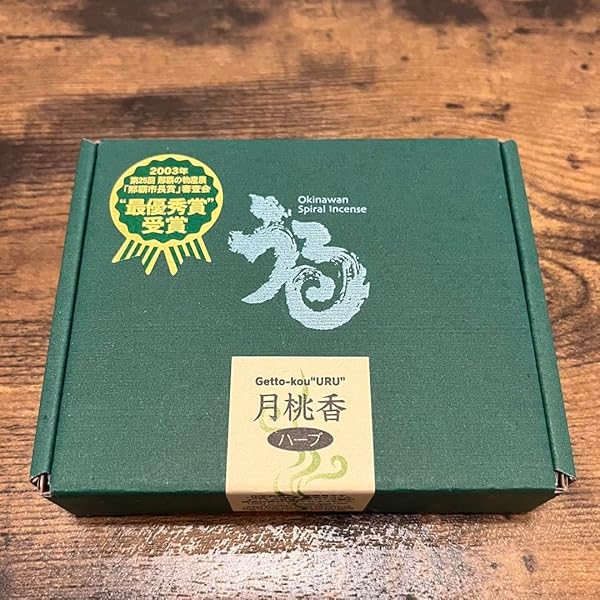 2003年
第25回 那覇の物産展
「那覇市長賞」審査会
"最優秀賞"
受賞
Okinawan
Spiral Incense
うる
Getto-kou"URU"
月桃香
ハーブ